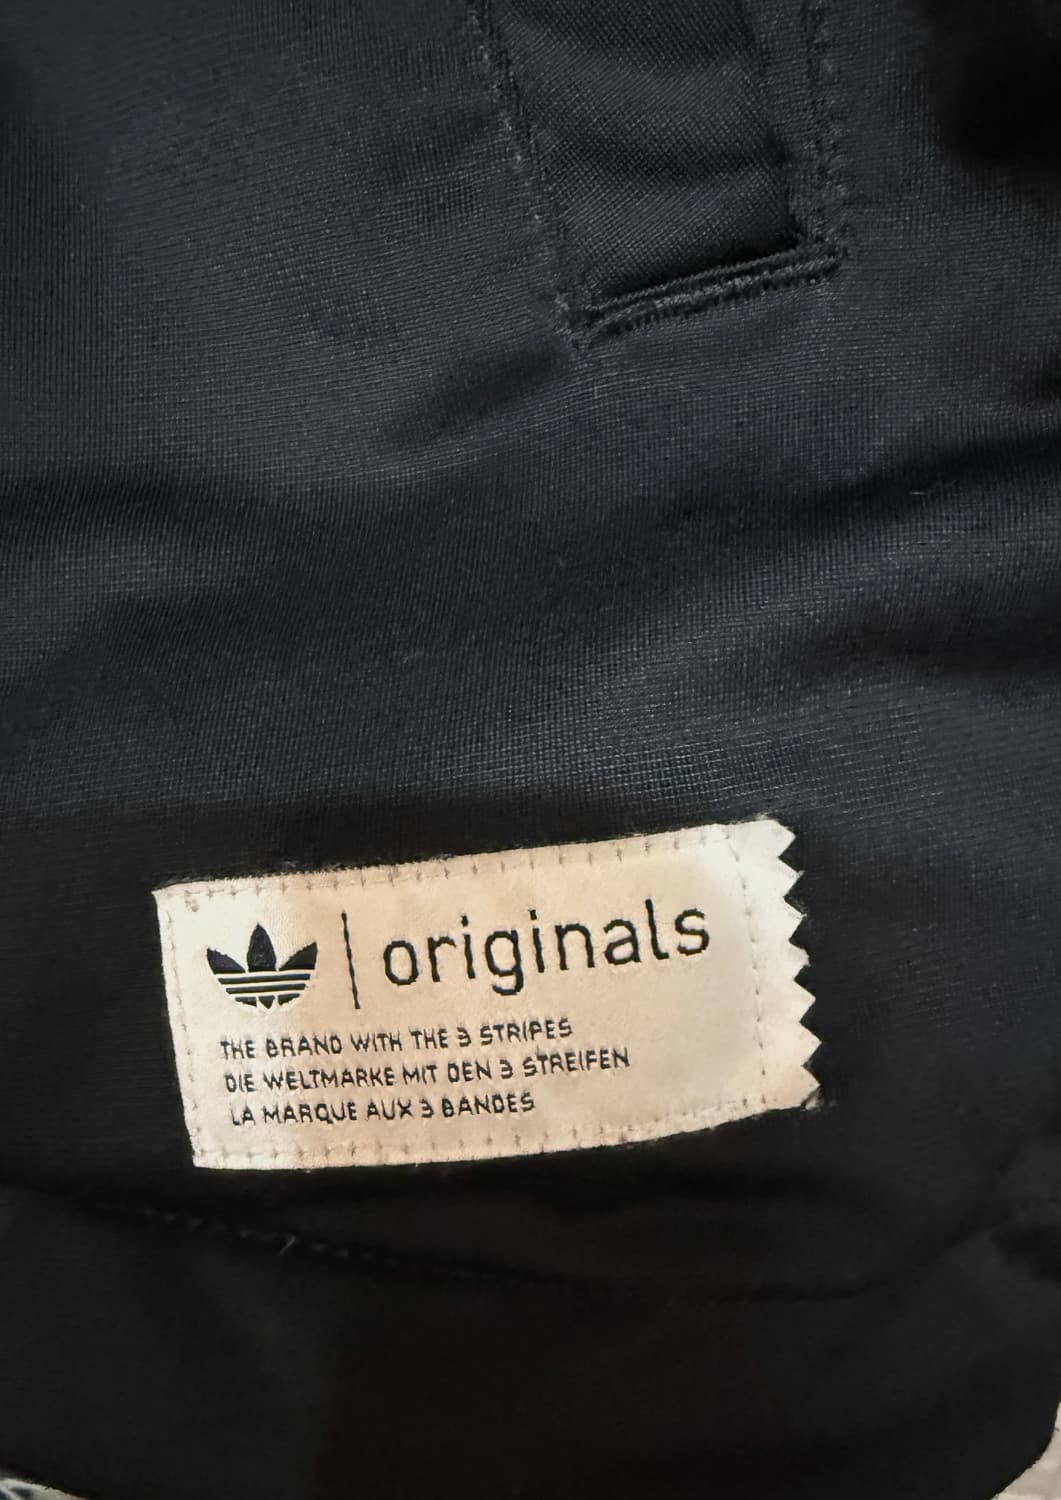 originals
THE BRAND WITH THE 3 STRIPES
DIE WELTMARKE MIT DEN 3 STREIFEN
LA MARQUE AUX 3 BANDES